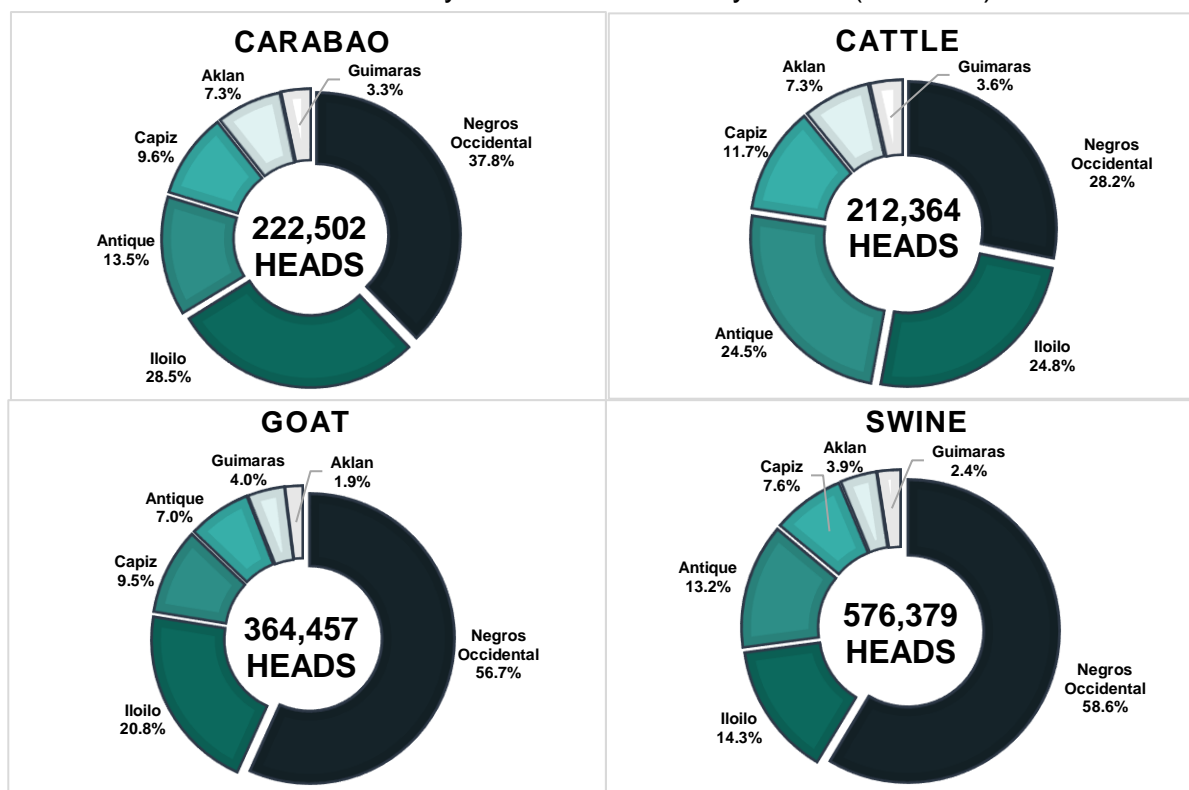 CARABAO
Aklan
7.3%
Guimaras
3.3%
Negros
Occidental
37.8%
Capiz
9.6%
Antique
13.5%
222,502
HEADS
Iloilo
28.5%
CATTLE
Aklan
7.3%
Guimaras
3.6%
Negros
Occidental
28.2%
Capiz
11.7%
212,364
HEADS
Antique
24.5%
Iloilo
24.8%
GOAT
Guimaras
4.0%
Aklan
1.9%
Antique
7.0%
Capiz
9.5%
364,457
HEADS
Negros
Occidental
56.7%
Iloilo
20.8%
SWINE
Aklan
3.9%
Guimaras
2.4%
Capiz
7.6%
Antique
13.2%
576,379
HEADS
Negros
Occidental
58.6%
Iloilo
14.3%